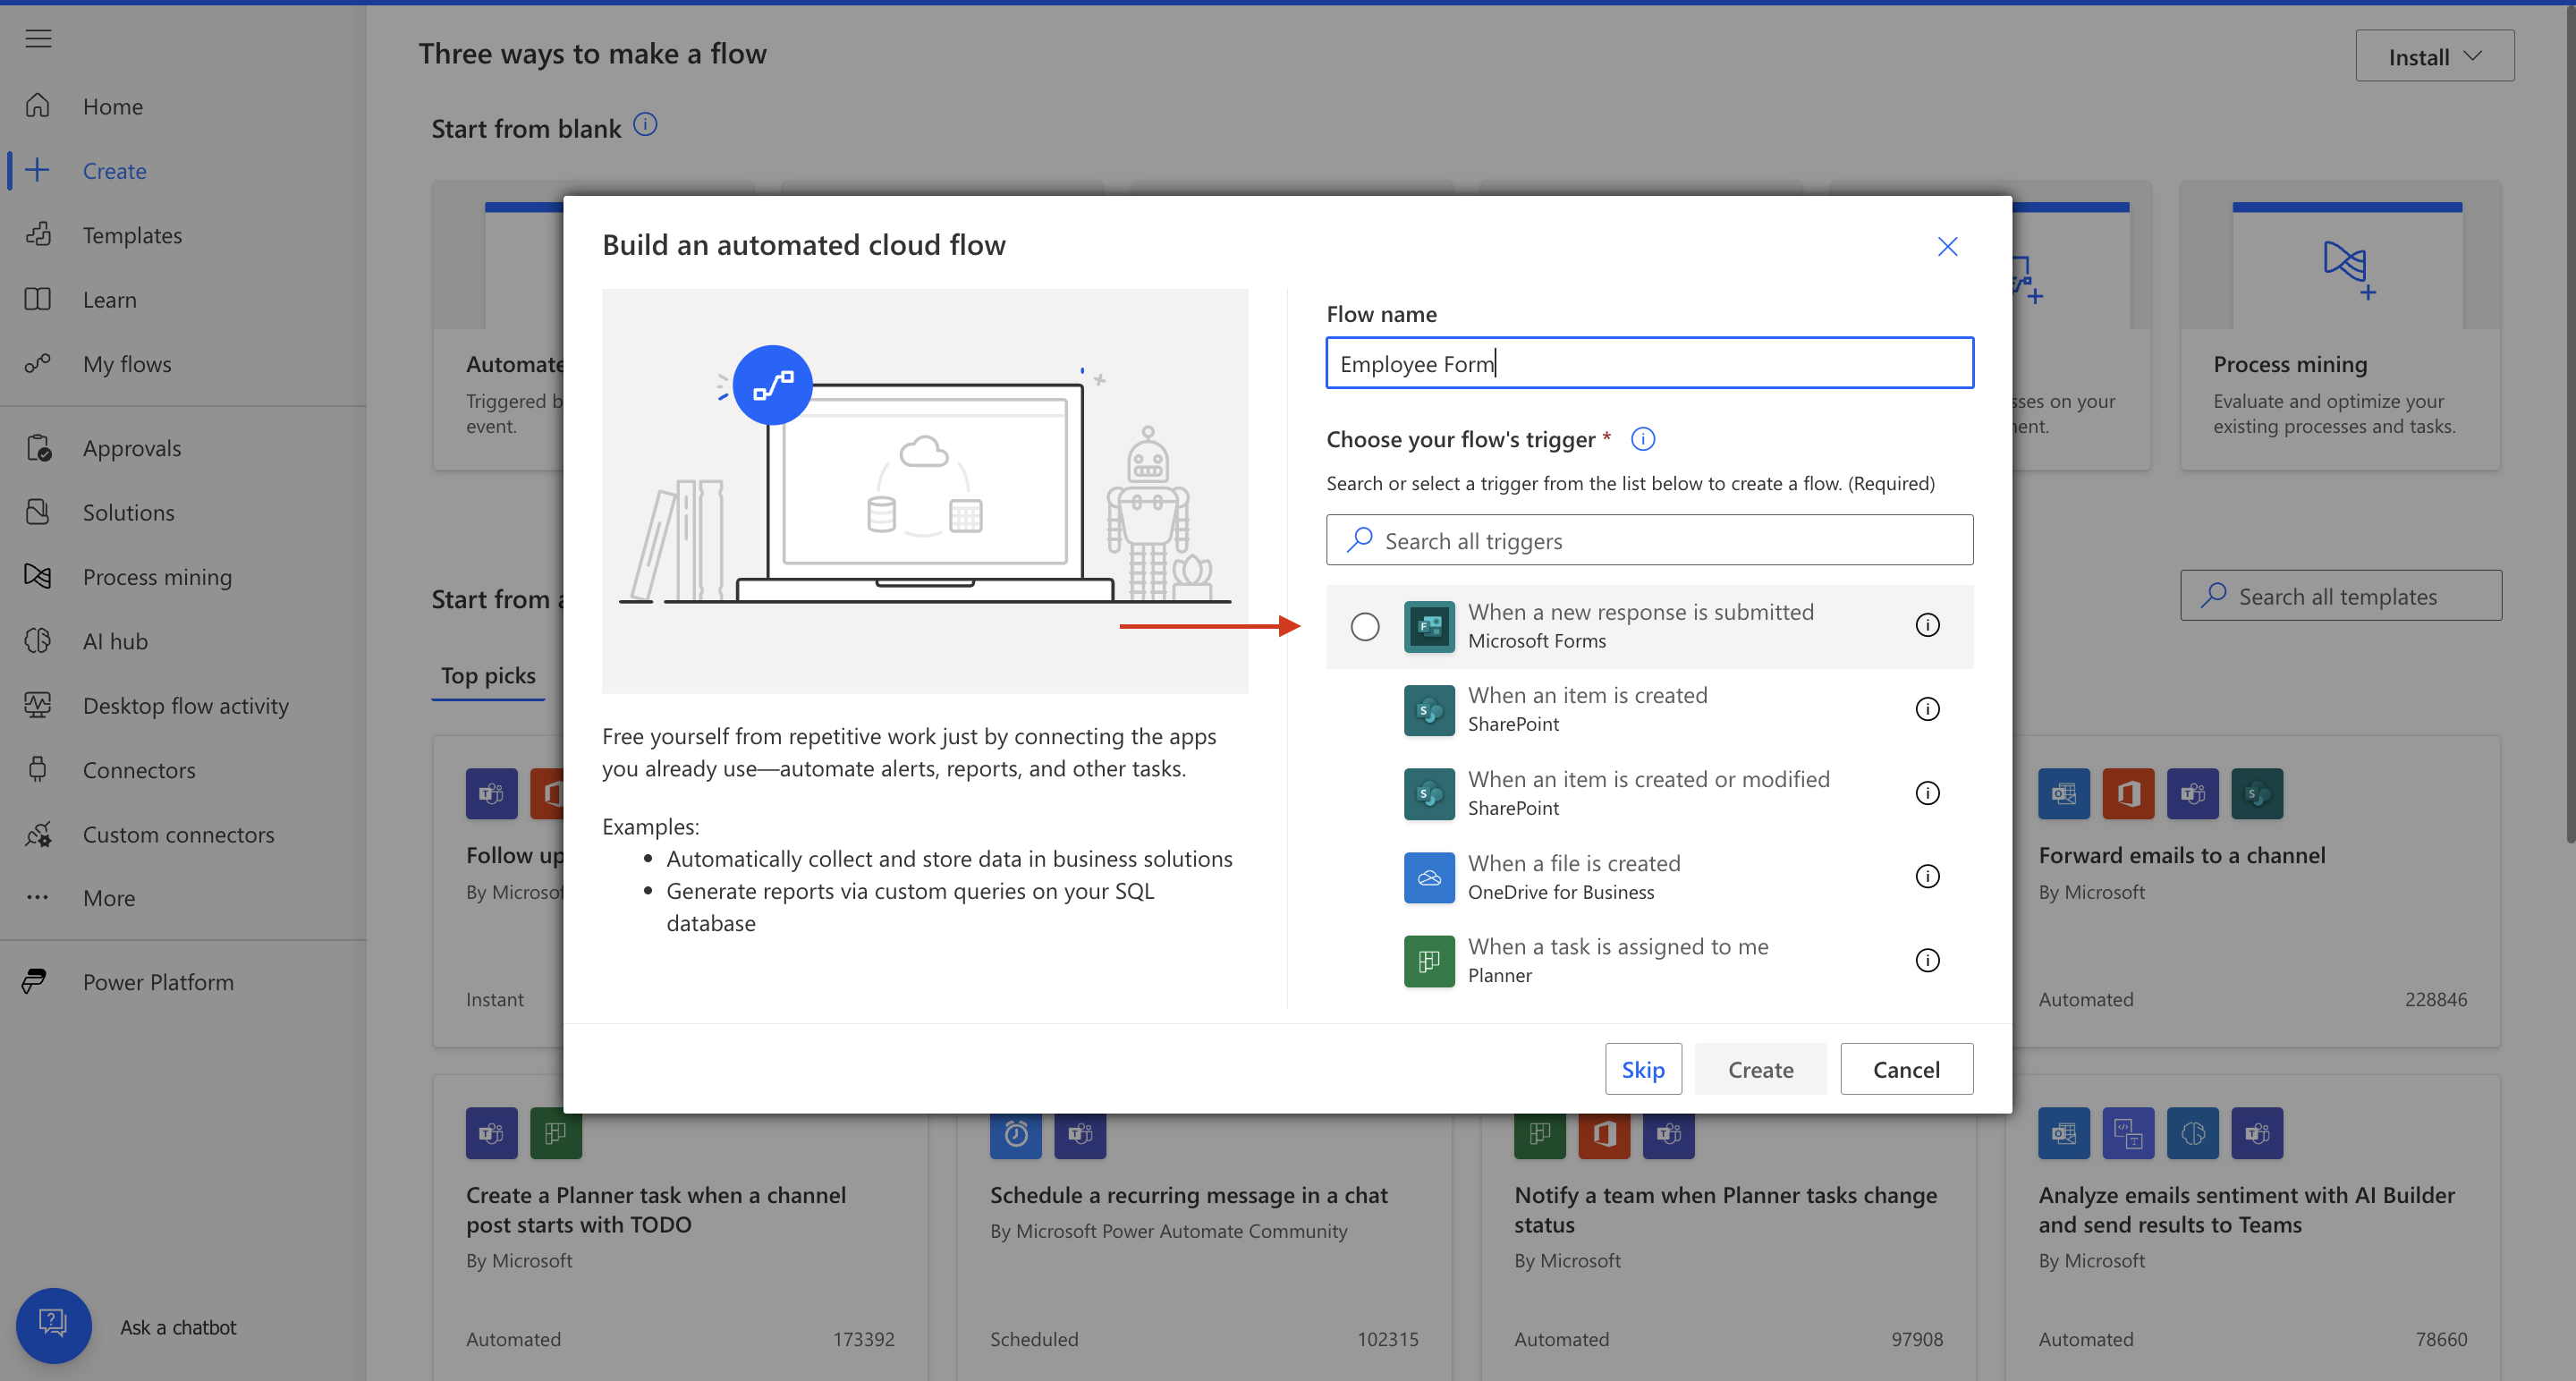 Three ways to make a flow
Install
Home
Create
Templates
Learn
My flows
Approvals
Solutions
Process mining
AI hub
Desktop flow activity
Connectors
Custom connectors
More
Power Platform
Ask a chatbot
Start from blank
Automate
Triggered b
event.
sses on your
Process mining
Evaluate and optimize your
existing processes and tasks.
Start from a
Search all templates
Top picks
Build an automated cloud flow
Free yourself from repetitive work just by connecting the apps
you already use—automate alerts, reports, and other tasks.
Examples:
• Automatically collect and store data in business solutions
• Generate reports via custom queries on your SQL
database
Flow name
Employee Form
Choose your flow's trigger *
Search or select a trigger from the list below to create a flow. (Required)
Search all triggers
When a new response is submitted
Microsoft Forms
When an item is created
SharePoint
When an item is created or modified
SharePoint
When a file is created
OneDrive for Business
When a task is assigned to me
Planner
Skip
Create
Cancel
Follow up
By Microsof
Instant
Forward emails to a channel
By Microsoft
Automated
228846
Create a Planner task when a channel
post starts with TODO
By Microsoft
Automated
173392
Schedule a recurring message in a chat
By Microsoft Power Automate Community
Scheduled
102315
Notify a team when Planner tasks change
status
By Microsoft
Automated
97908
Analyze emails sentiment with AI Builder
and send results to Teams
By Microsoft
Automated
78660